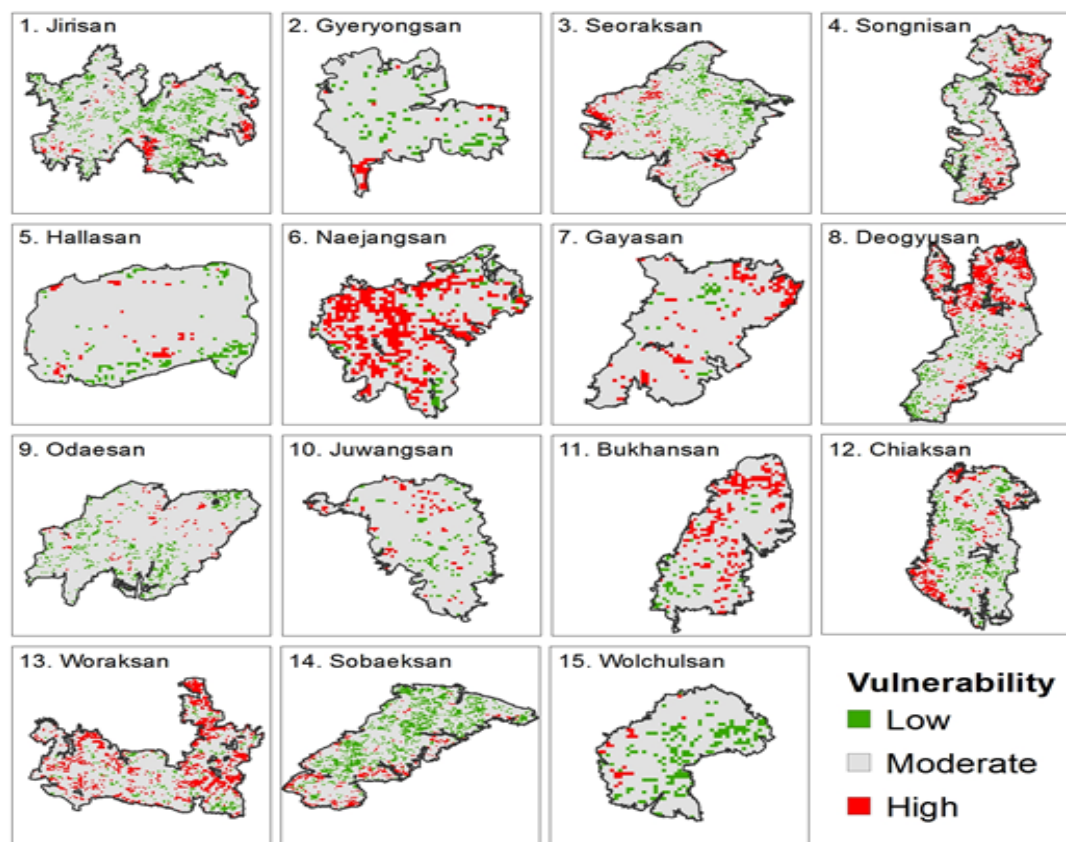 1. Jirisan
2. Gyeryongsan
3. Seoraksan
4. Songnisan
5. Hallasan
6. Naejangsan
7. Gayasan
8. Deogyusan
9. Odaesan
10. Juwangsan
11. Bukhansan
12. Chiaksan
13. Woraksan
14. Sobaeksan
15. Wolchulsan
Vulnerability
Low
Moderate
High